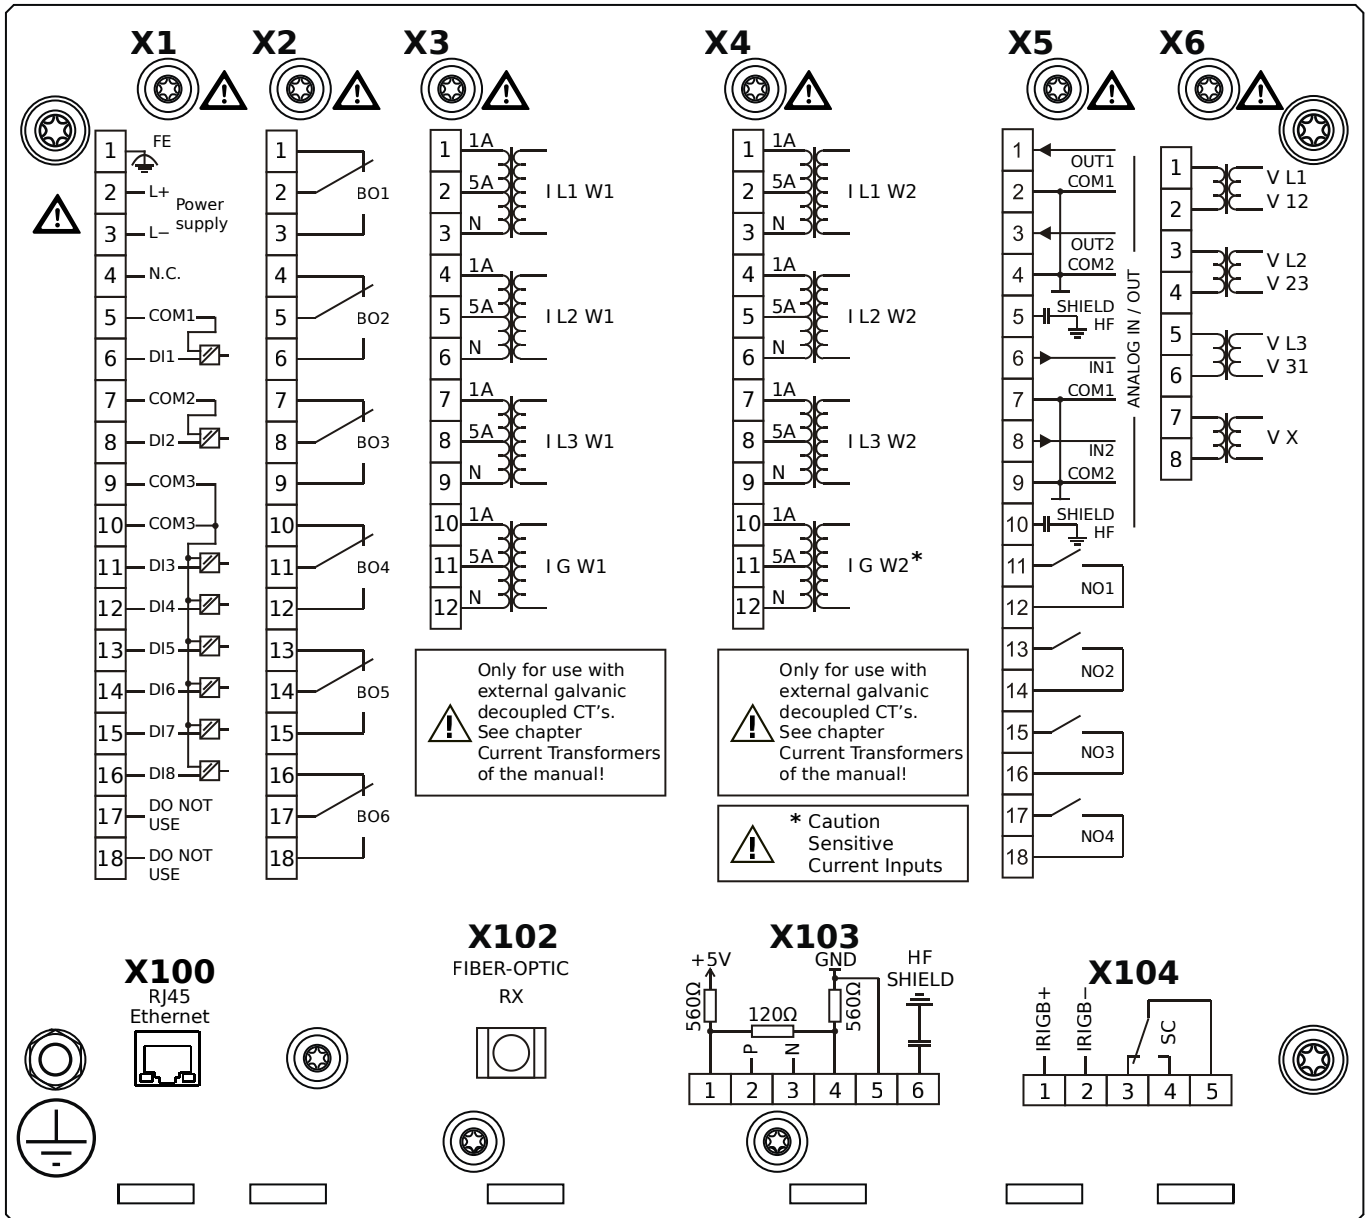 X1
X2
X3
X4
X5
X6
1
FE
2
L+
Power
supply
3
L−
4
N.C.
5
COM1
6
DI1
7
COM2
8
DI2
9
COM3
10
COM3
11
DI3
12
DI4
13
DI5
14
DI6
15
DI7
16
DI8
17
DO NOT
USE
18
DO NOT
USE
1
2
BO1
3
4
5
BO2
6
7
8
BO3
9
10
11
BO4
12
13
14
BO5
15
16
17
BO6
18
1
1A
2
5A
I L1 W1
3
N
4
1A
5
5A
I L2 W1
6
N
7
1A
8
5A
I L3 W1
9
N
10
1A
11
5A
I G W1
12
N
Only for use with
external galvanic
decoupled CT's.
See chapter
Current Transformers
of the manual!
1
1A
2
5A
I L1 W2
3
N
4
1A
5
5A
I L2 W2
6
N
7
1A
8
5A
I L3 W2
9
N
10
1A
11
5A
I G W2*
12
N
Only for use with
external galvanic
decoupled CT's.
See chapter
Current Transformers
of the manual!
* Caution
Sensitive
Current Inputs
1
OUT1
2
COM1
3
OUT2
4
COM2
5
SHIELD
HF
6
IN1
7
COM1
8
IN2
9
COM2
10
SHIELD
HF
ANALOG IN / OUT
11
NO1
12
13
NO2
14
15
NO3
16
17
NO4
18
1
V L1
2
V 12
3
V L2
4
V 23
5
V L3
6
V 31
7
V X
8
X100
RJ45
Ethernet
X102
FIBER-OPTIC
RX
X103
+5V
GND
HF
SHIELD
560Ω
120Ω
560Ω
P
N
1
2
3
4
5
6
X104
IRIGB+
IRIGB−
SC
1
2
3
4
5